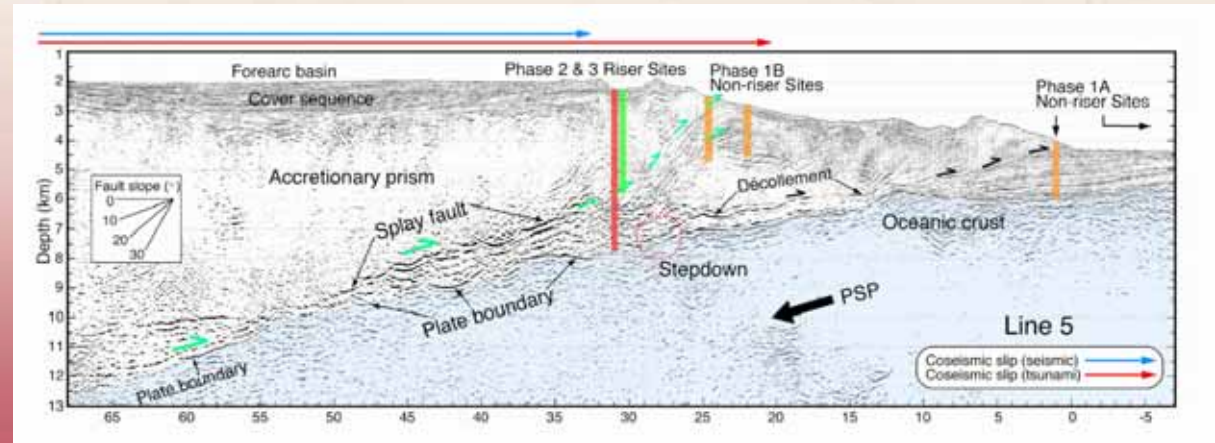 Forearc basin
Cover sequence
Phase 2 & 3 Riser Sites
Phase 1B
Non-riser Sites
Phase 1A
Non-riser Sites
Accretionary prism
Fault slope (°)
0
10
20
30
Splay fault
Décollement
Oceanic crust
Stepdown
Plate boundary
Plate boundary
PSP
Line 5
Coseismic slip (seismic)
Coseismic slip (tsunami)
Depth (km)
1
2
3
4
5
6
7
8
9
10
11
12
13
65 60 55 50 45 40 35 30 25 20 15 10 5 0 -5